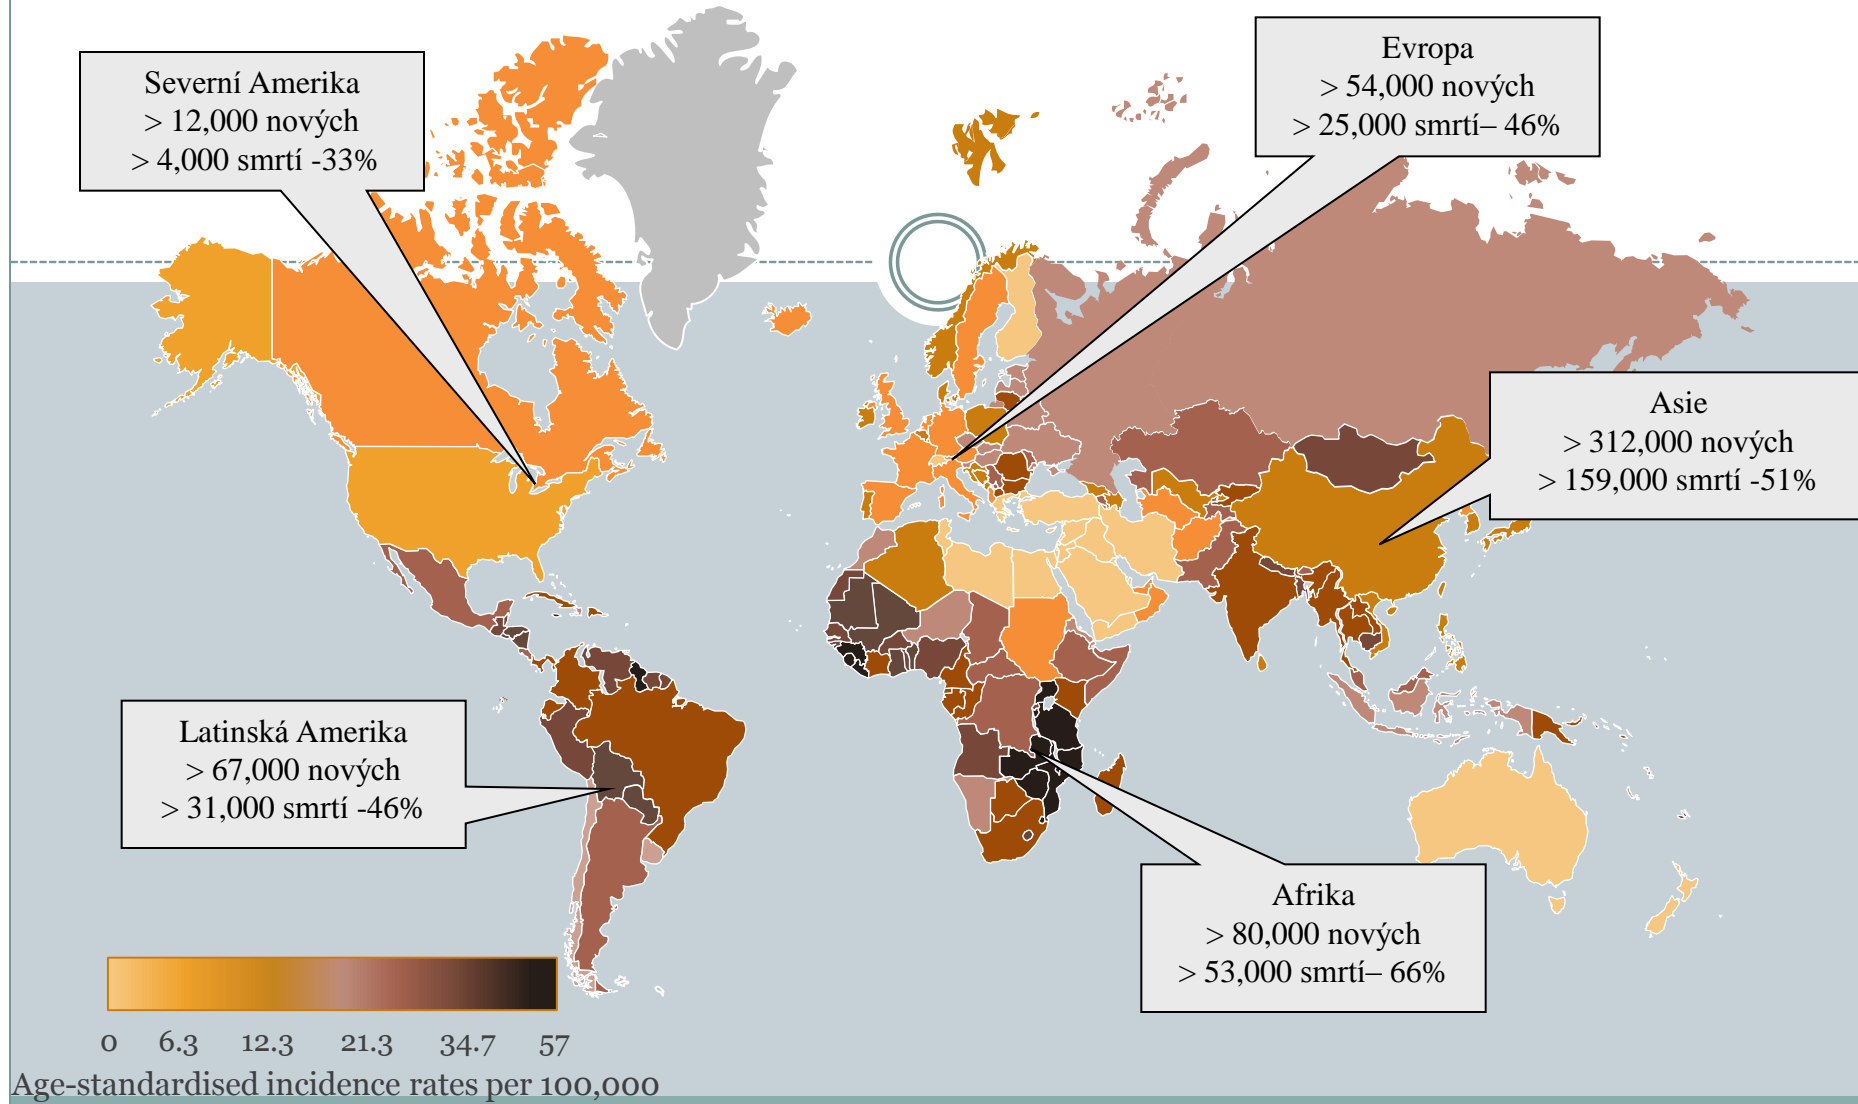 Severní Amerika
> 12,000 nových
> 4,000 smrtí -33%
Evropa
> 54,000 nových
> 25,000 smrtí– 46%
Asie
> 312,000 nových
> 159,000 smrtí -51%
Latinská Amerika
> 67,000 nových
> 31,000 smrtí -46%
Afrika
> 80,000 nových
> 53,000 smrtí– 66%
0 6.3 12.3 21.3 34.7 57
Age-standardised incidence rates per 100,000